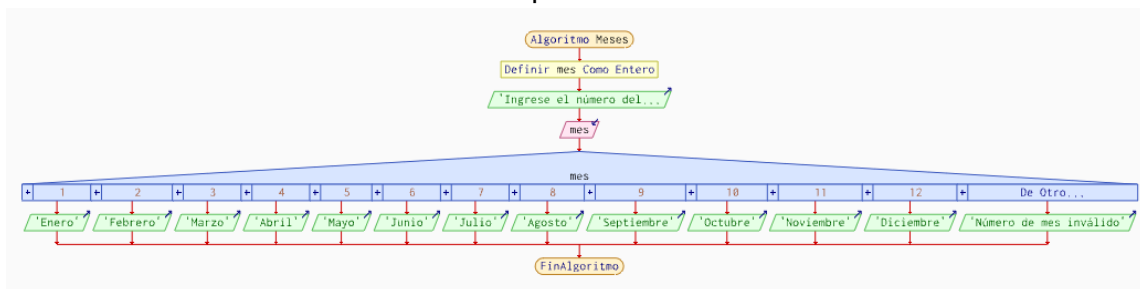 Algoritmo Meses
Definir mes Como Entero
'Ingrese el número del...
mes
mes
1 2 3 4 5 6 7 8 9 10 11 12 De Otro...
'Enero' 'Febrero' 'Marzo' 'Abril' 'Mayo' 'Junio' 'Julio' 'Agosto' 'Septiembre' 'Octubre' 'Noviembre' 'Diciembre' 'Número de mes inválido'
FinAlgoritmo